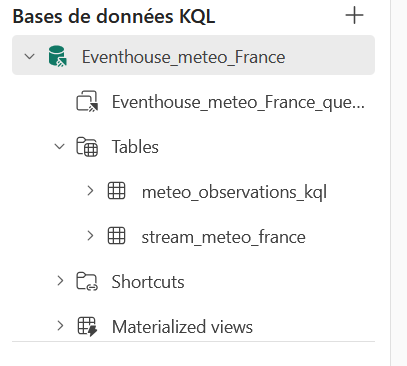 Bases de données KQL
Eventhouse_meteo_France
Eventhouse_meteo_France_que...
Tables
meteo_observations_kql
stream_meteo_france
Shortcuts
Materialized views